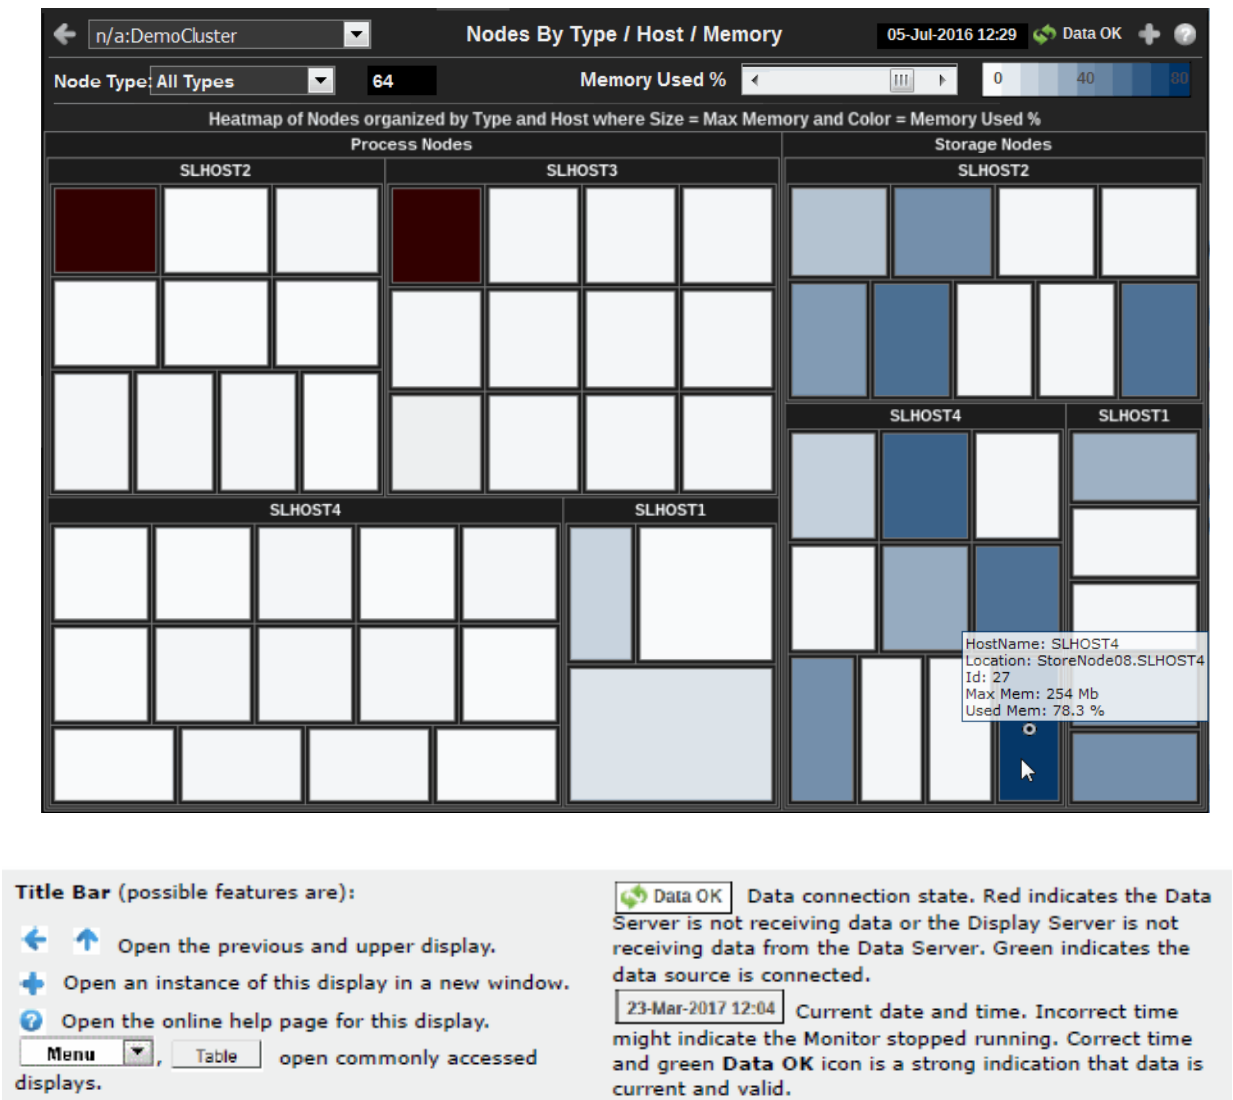 n/a:DemoCluster
Nodes By Type / Host / Memory
05-Jul-2016 12:29
Data OK
Node Type:
All Types
64
Memory Used %
0 40 80
Heatmap of Nodes organized by Type and Host where Size = Max Memory and Color = Memory Used %
Process Nodes
Storage Nodes
SLHOST2
SLHOST3
SLHOST2
SLHOST4
SLHOST1
SLHOST4
SLHOST1
HostName: SLHOST4
Location: StoreNode08.SLHOST4
Id: 27
Max Mem: 254 Mb
Used Mem: 78.3 %
Title Bar (possible features are):
Open the previous and upper display.
Open an instance of this display in a new window.
Open the online help page for this display.
Menu , Table open commonly accessed
displays.
Data OK Data connection state. Red indicates the Data
Server is not receiving data or the Display Server is not
receiving data from the Data Server. Green indicates the
data source is connected.
23-Mar-2017 12:04 Current date and time. Incorrect time
might indicate the Monitor stopped running. Correct time
and green Data OK icon is a strong indication that data is
current and valid.